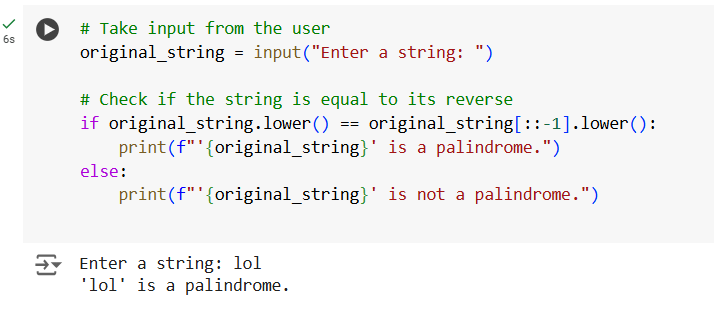 # Take input from the user
6s
original_string = input("Enter a string: ")
# Check if the string is equal to its reverse
if original_string.lower() == original_string[::-1].lower():
    print(f"'{original_string}' is a palindrome.")
else:
    print(f"'{original_string}' is not a palindrome.")
Enter a string: lol
'lol' is a palindrome.